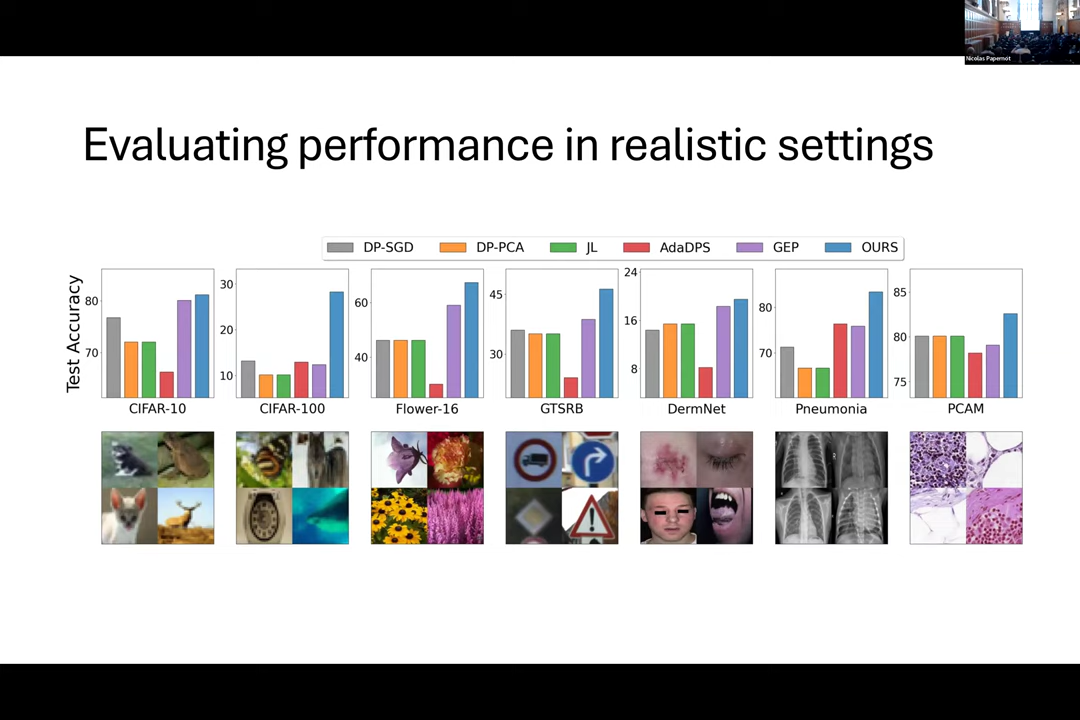 Nicolas Papernot
Evaluating performance in realistic settings
DP-SGD DP-PCA JL AdaDPS GEP OURS
Test Accuracy
80
70
CIFAR-10
30
20
10
CIFAR-100
60
40
Flower-16
45
30
GTSRB
24
16
8
DermNet
80
70
Pneumonia
85
80
75
PCAM